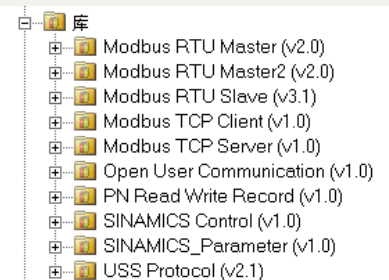 库
Modbus RTU Master (v2.0)
Modbus RTU Master2 (v2.0)
Modbus RTU Slave (v3.1)
Modbus TCP Client (v1.0)
Modbus TCP Server (v1.0)
Open User Communication (v1.0)
PN Read Write Record (v1.0)
SINAMICS Control (v1.0)
SINAMICS_Parameter (v1.0)
USS Protocol (v2.1)